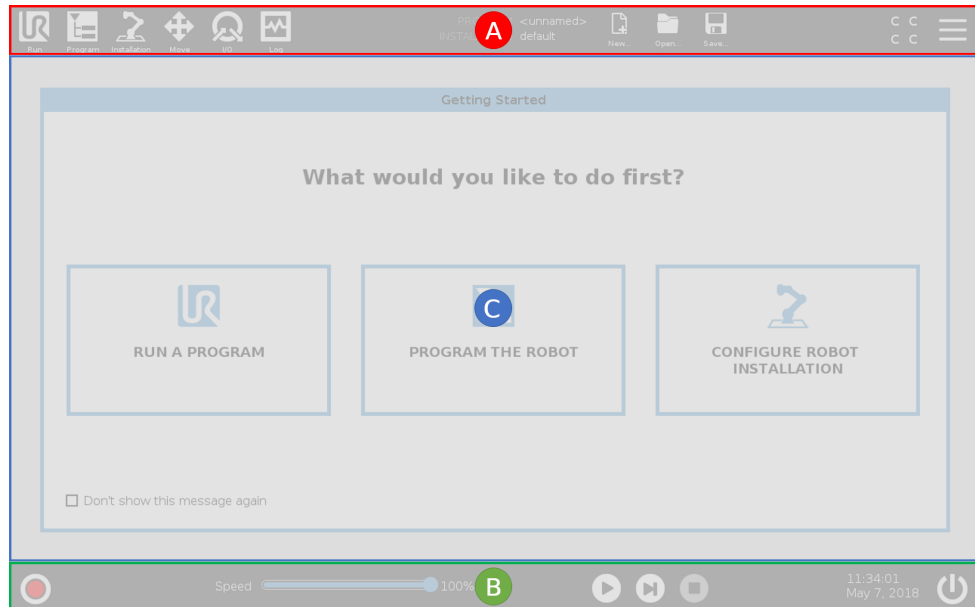 Run Program Installation Move I/O Log
<unnamed>
default
New... Open... Save...
C C
C C
A
Getting Started
What would you like to do first?
C
RUN A PROGRAM
PROGRAM THE ROBOT
CONFIGURE ROBOT
INSTALLATION
Don't show this message again
Speed 100%
B
11:34:01
May 7, 2018